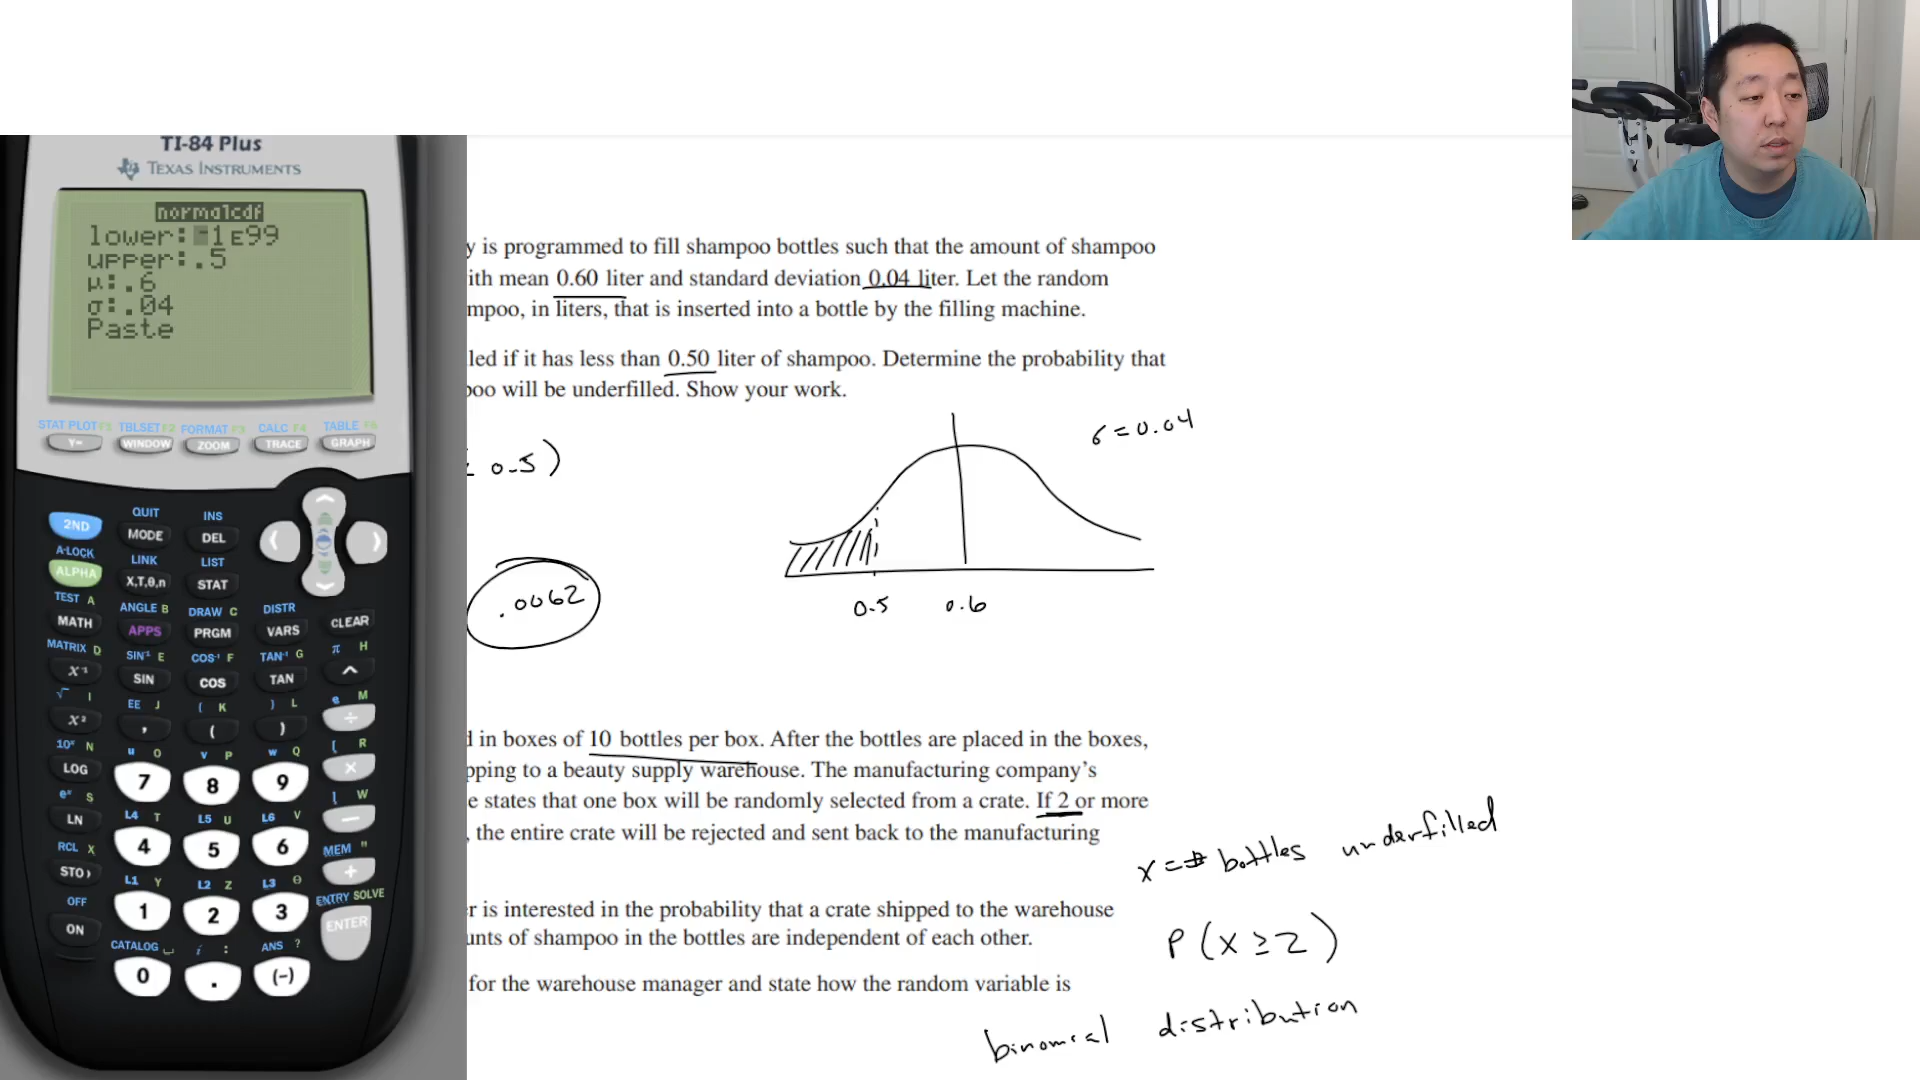 TI-84 Plus
TEXAS INSTRUMENTS
normalcdf
lower:-1E99
upper:.5
μ:.6
σ:.04
Paste
STAT PLOT F1 TBLSET F2 FORMAT F3 CALC F4 TABLE F5
Y= WINDOW ZOOM TRACE GRAPH
QUIT INS
2ND MODE DEL
A-LOCK LINK LIST
ALPHA X,T,θ,n STAT
TEST A ANGLE B DRAW C DISTR
MATH APPS PRGM VARS CLEAR
MATRIX D SIN⁻¹ E COS⁻¹ F TAN⁻¹ G π H
X⁻¹ SIN COS TAN ^
√ I EE J { K } L e M
X² , ( ) ÷
10ˣ N u O v P w Q [ R
LOG 7 8 9 ×
eˣ S L4 T L5 U L6 V ] W
LN 4 5 6 −
RCL X L1 Y L2 Z L3 θ MEM "
STO› 1 2 3 +
OFF CATALOG i : ANS ? ENTRY SOLVE
ON 0 . (-) ENTER
y is programmed to fill shampoo bottles such that the amount of shampoo
ith mean 0.60 liter and standard deviation 0.04 liter. Let the random
mpoo, in liters, that is inserted into a bottle by the filling machine.
led if it has less than 0.50 liter of shampoo. Determine the probability that
poo will be underfilled. Show your work.
0.5)
σ=0.04
.0062
0.5 0.6
d in boxes of 10 bottles per box. After the bottles are placed in the boxes,
pping to a beauty supply warehouse. The manufacturing company's
e states that one box will be randomly selected from a crate. If 2 or more
, the entire crate will be rejected and sent back to the manufacturing
x=# bottles underfilled
r is interested in the probability that a crate shipped to the warehouse
unts of shampoo in the bottles are independent of each other.
P(X≥2)
for the warehouse manager and state how the random variable is
binomial distribution